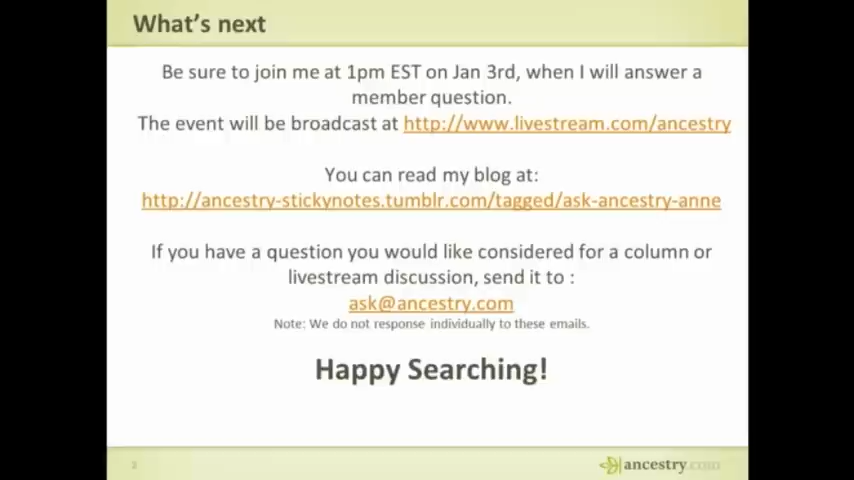 What's next
Be sure to join me at 1pm EST on Jan 3rd, when I will answer a
member question.
The event will be broadcast at http://www.livestream.com/ancestry
You can read my blog at:
http://ancestry-stickynotes.tumblr.com/tagged/ask-ancestry-anne
If you have a question you would like considered for a column or
livestream discussion, send it to :
ask@ancestry.com
Note: We do not response individually to these emails.
Happy Searching!
ancestry.com